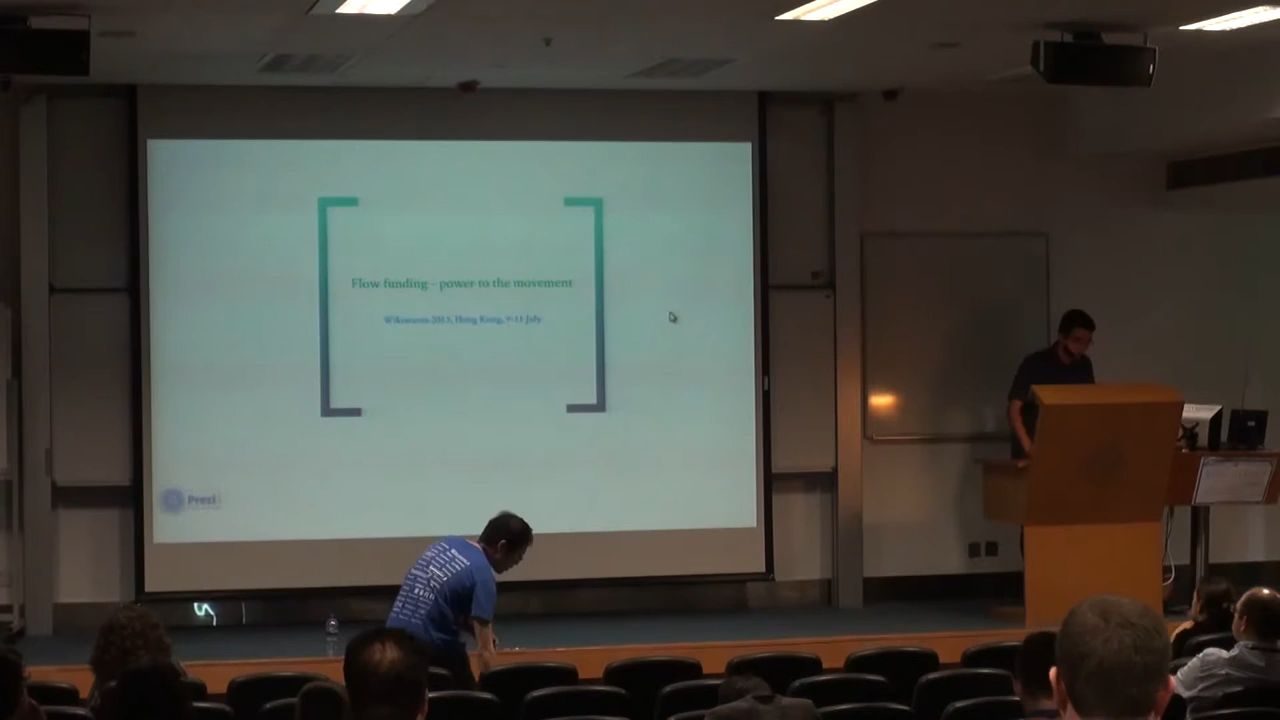 Flow funding - power to the movement
Wikimania 2013, Hong Kong, 9-11 July
Prezi